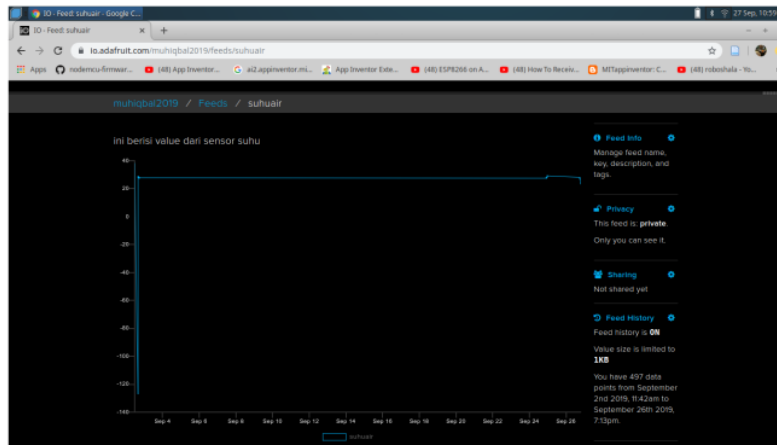 IO - Feed: suhuair - Google C...
27 Sep, 10:59
IO - Feed: suhuair
io.adafruit.com/muhiqbal2019/feeds/suhuair
Apps
nodemcu-firmwar...
(48) App Inventor...
ai2.appinventor.mi...
App Inventor Exte...
(48) ESP8266 on A...
(48) How To Receiv...
MITappinventor: C...
(48) roboshala - Yo...
muhiqbal2019 / Feeds / suhuair
ini berisi value dari sensor suhu
40
20
0
-20
-40
-60
-80
-100
-120
-140
Sep 4 Sep 6 Sep 8 Sep 10 Sep 12 Sep 14 Sep 16 Sep 18 Sep 20 Sep 22 Sep 24 Sep 26
suhuair
Feed Info
Manage feed name,
key, description, and
tags.
Privacy
This feed is: private.
Only you can see it.
Sharing
Not shared yet
Feed History
Feed history is ON
Value size is limited to
1KB
You have 497 data
points from September
2nd 2019, 11:42am to
September 26th 2019,
7:13pm.